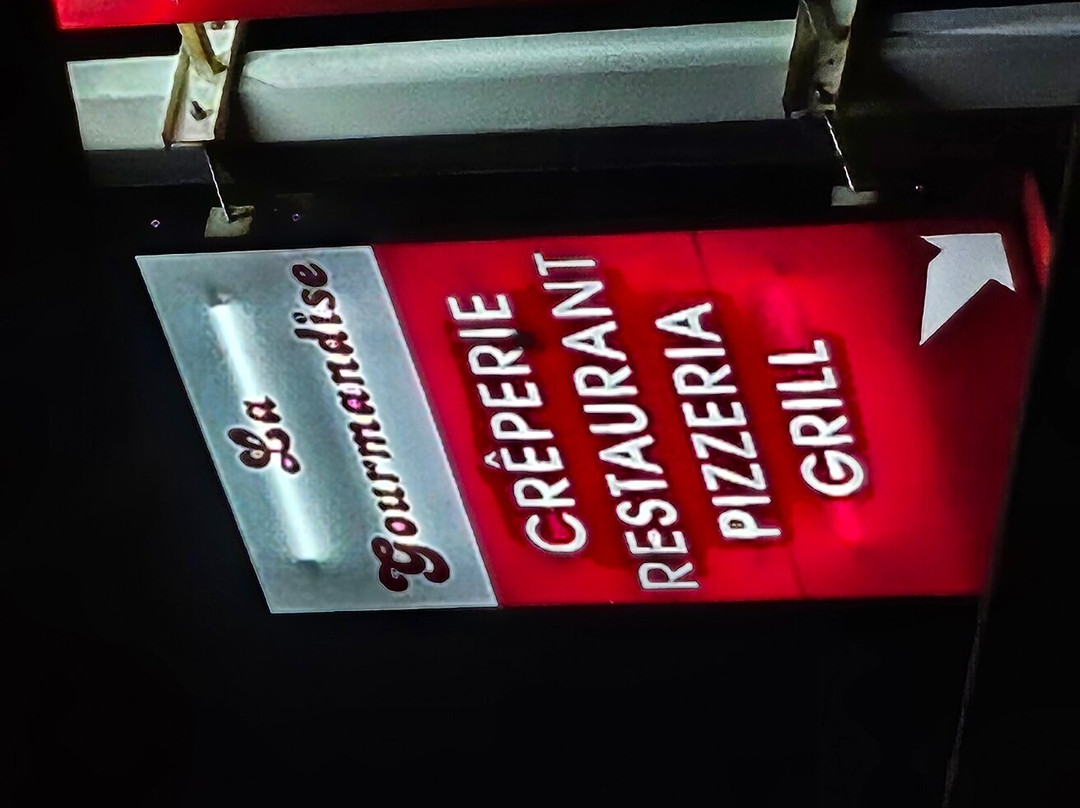 La
Gourmandise
CRÊPERIE
RESTAURANT
PIZZERIA
GRILL